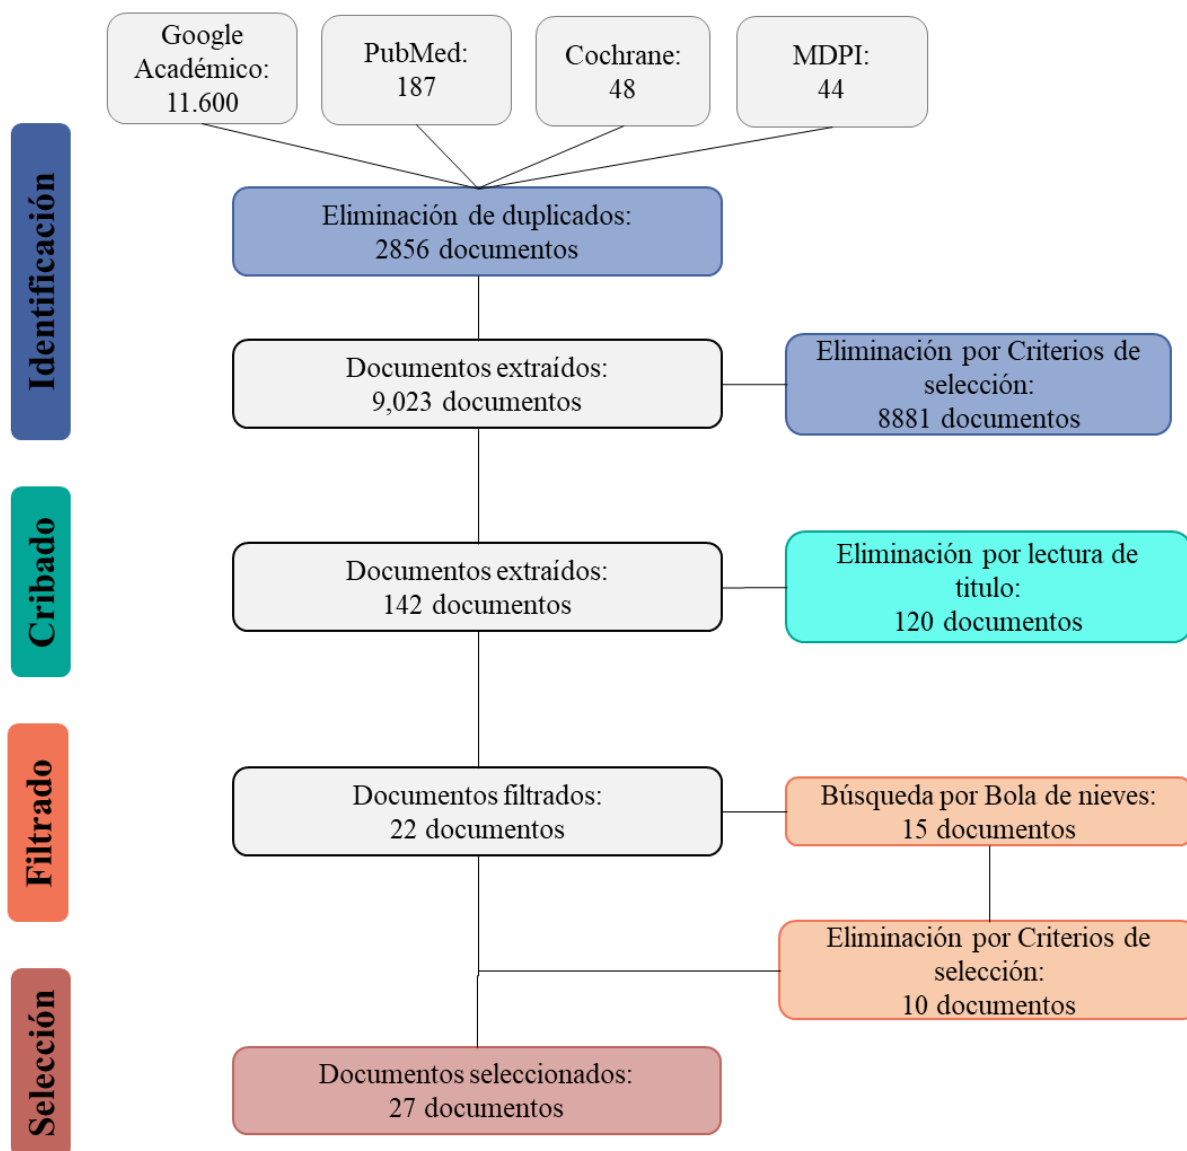 Google
Académico:
11.600
PubMed:
187
Cochrane:
48
MDPI:
44
Identificación
Eliminación de duplicados:
2856 documentos
Documentos extraídos:
9,023 documentos
Eliminación por Criterios de
selección:
8881 documentos
Cribado
Documentos extraídos:
142 documentos
Eliminación por lectura de
titulo:
120 documentos
Filtrado
Documentos filtrados:
22 documentos
Búsqueda por Bola de nieves:
15 documentos
Eliminación por Criterios de
selección:
10 documentos
Selección
Documentos seleccionados:
27 documentos